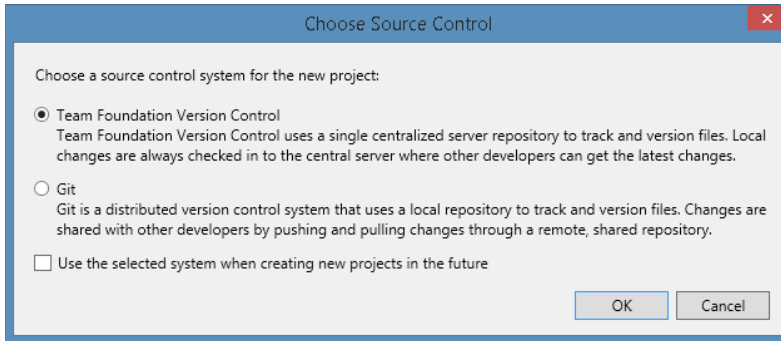 Choose Source Control
Choose a source control system for the new project:
Team Foundation Version Control
Team Foundation Version Control uses a single centralized server repository to track and version files. Local
changes are always checked in to the central server where other developers can get the latest changes.
Git
Git is a distributed version control system that uses a local repository to track and version files. Changes are
shared with other developers by pushing and pulling changes through a remote, shared repository.
Use the selected system when creating new projects in the future
OK
Cancel